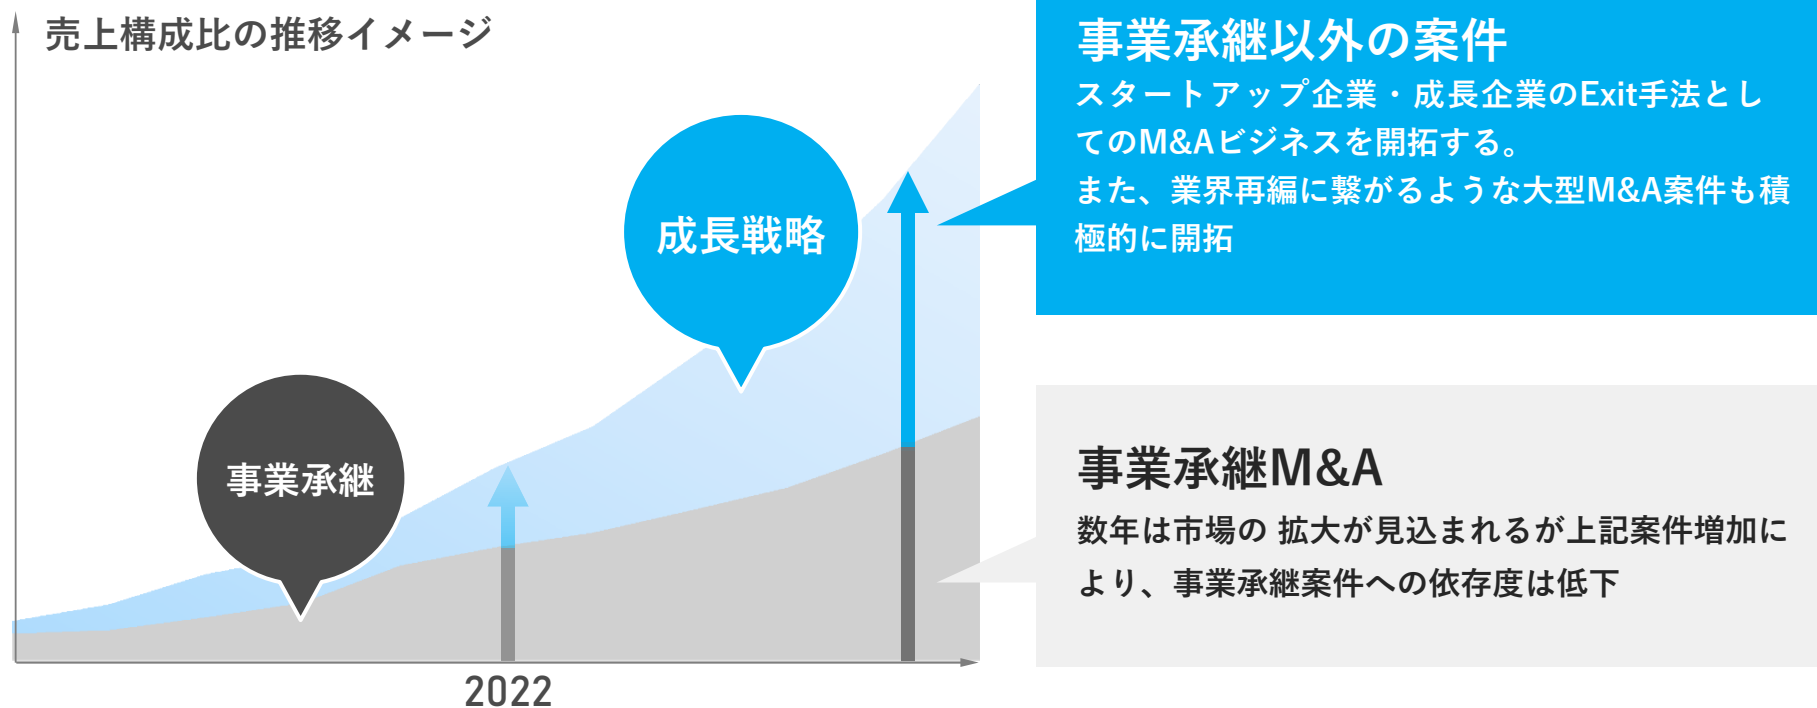 売上構成比の推移イメージ
成長戦略
事業承継
2022
事業承継以外の案件
スタートアップ企業・成長企業のExit手法とし
てのM&Aビジネスを開拓する。
また、業界再編に繋がるような大型M&A案件も積
極的に開拓
事業承継M&A
数年は市場の 拡大が見込まれるが上記案件増加に
より、事業承継案件への依存度は低下